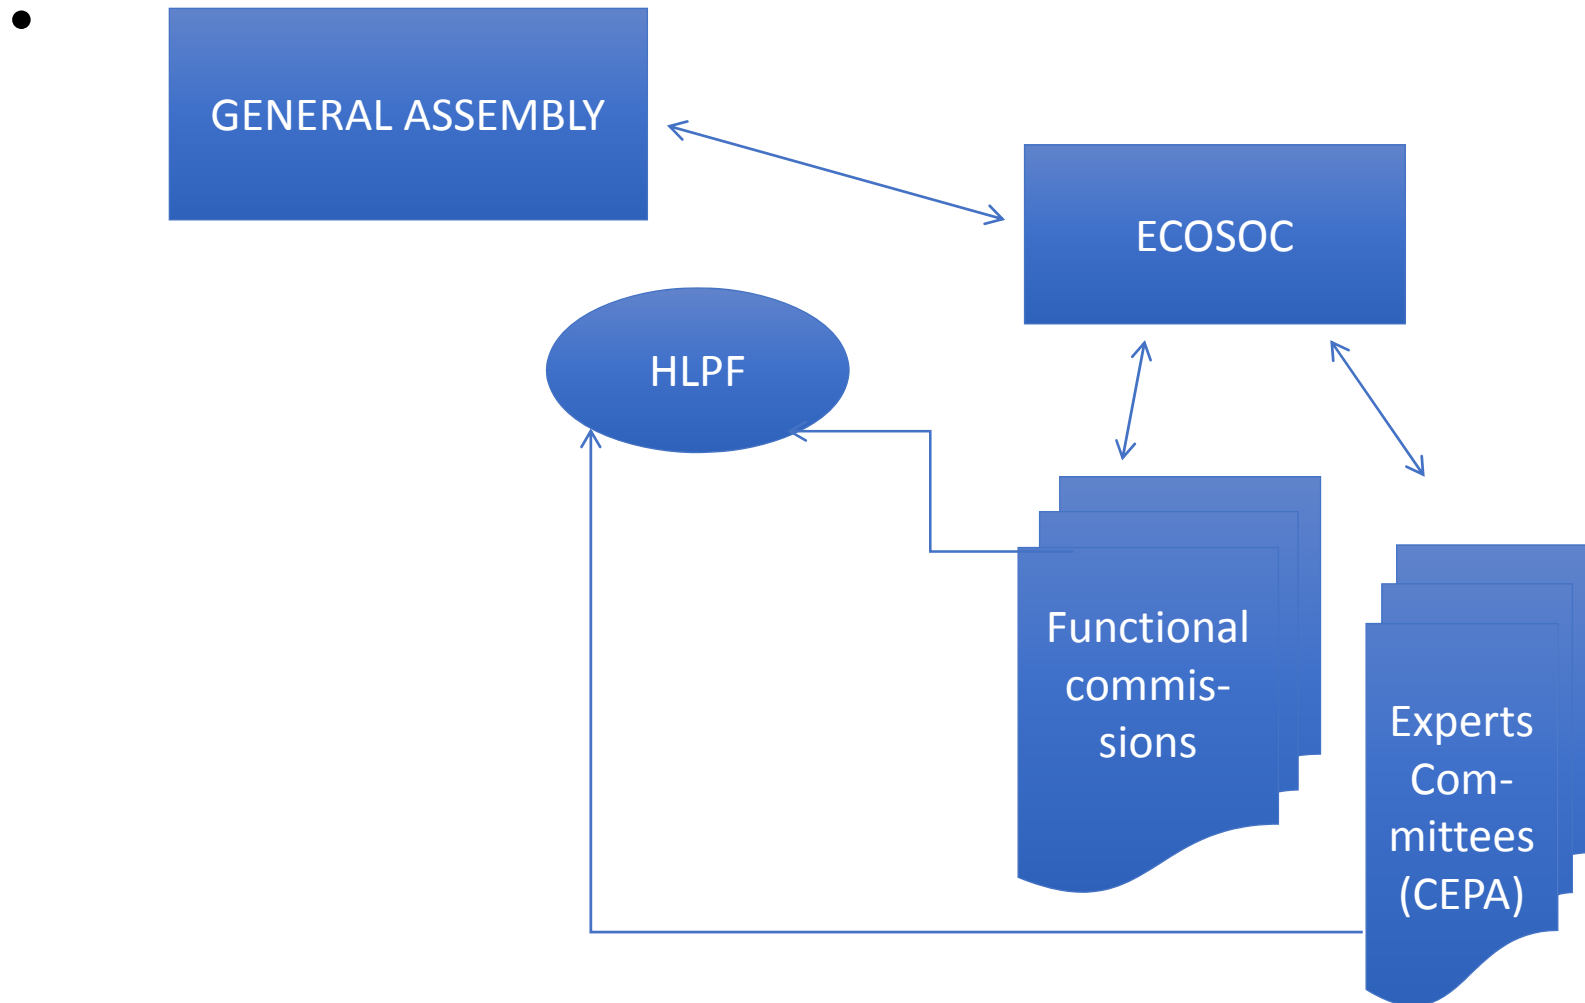 •
GENERAL ASSEMBLY
ECOSOC
HLPF
Functional
commis-
sions
Experts
Com-
mittees
(CEPA)